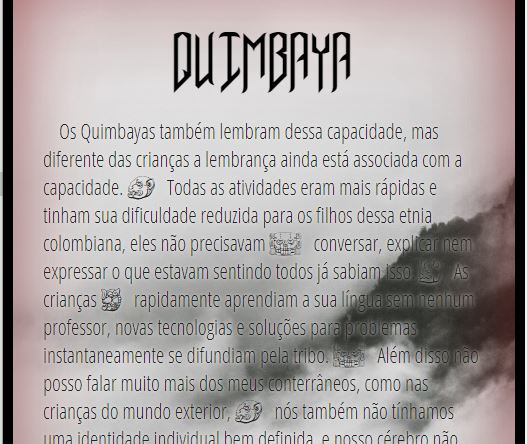 QUIMBAYA
Os Quimbayas também lembram dessa capacidade, mas
diferente das crianças a lembrança ainda está associada com a
capacidade. Todas as atividades eram mais rápidas e
tinham sua dificuldade reduzida para os filhos dessa etnia
colombiana, eles não precisavam conversar, explicar nem
expressar o que estavam sentindo todos já sabiam isso. As
crianças rapidamente aprendiam a sua língua sem nenhum
professor, novas tecnologias e soluções para problemas
instantaneamente se difundiam pela tribo. Além disso não
posso falar muito mais dos meus conterrâneos, como nas
crianças do mundo exterior, nós também não tínhamos
uma identidade individual bem definida, e nosso cérebro não